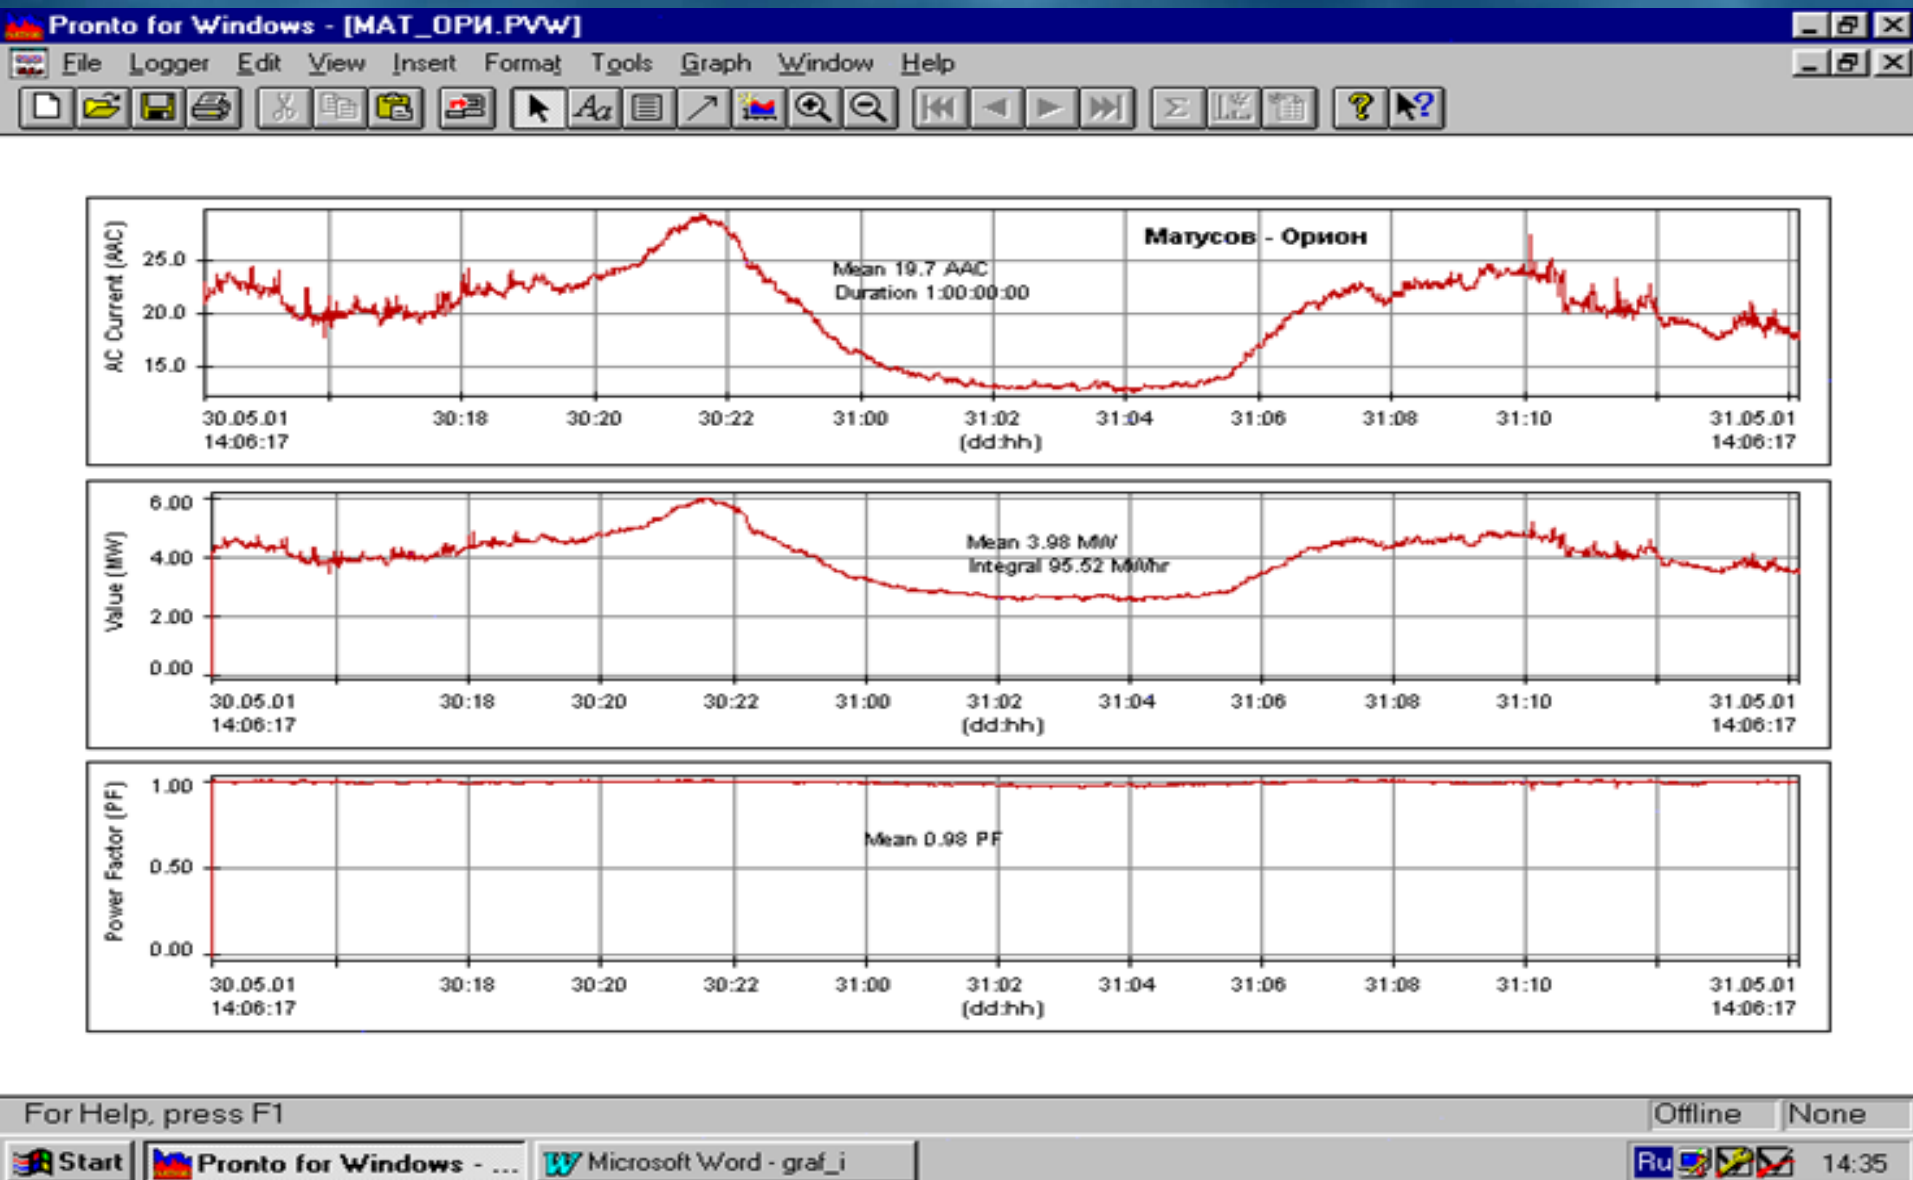 Pronto for Windows - [МАТ_ОРИ.PVW]
File Logger Edit View Insert Format Tools Graph Window Help
AC Current (AAC)
25.0
20.0
15.0
Матусов - Орион
Mean 19.7 AAC
Duration 1:00:00:00
30.05.01 30:18 30:20 30:22 31:00 31:02 31:04 31:06 31:08 31:10 31.05.01
14:06:17 (dd:hh) 14:06:17
Value (MW)
6.00
4.00
2.00
0.00
Mean 3.98 MW
Integral 95.52 MWhr
30.05.01 30:18 30:20 30:22 31:00 31:02 31:04 31:06 31:08 31:10 31.05.01
14:06:17 (dd:hh) 14:06:17
Power Factor (PF)
1.00
0.50
0.00
Mean 0.98 PF
30.05.01 30:18 30:20 30:22 31:00 31:02 31:04 31:06 31:08 31:10 31.05.01
14:06:17 (dd:hh) 14:06:17
For Help, press F1 Offline None
Start Pronto for Windows - ... Microsoft Word - graf_i Ru 14:35